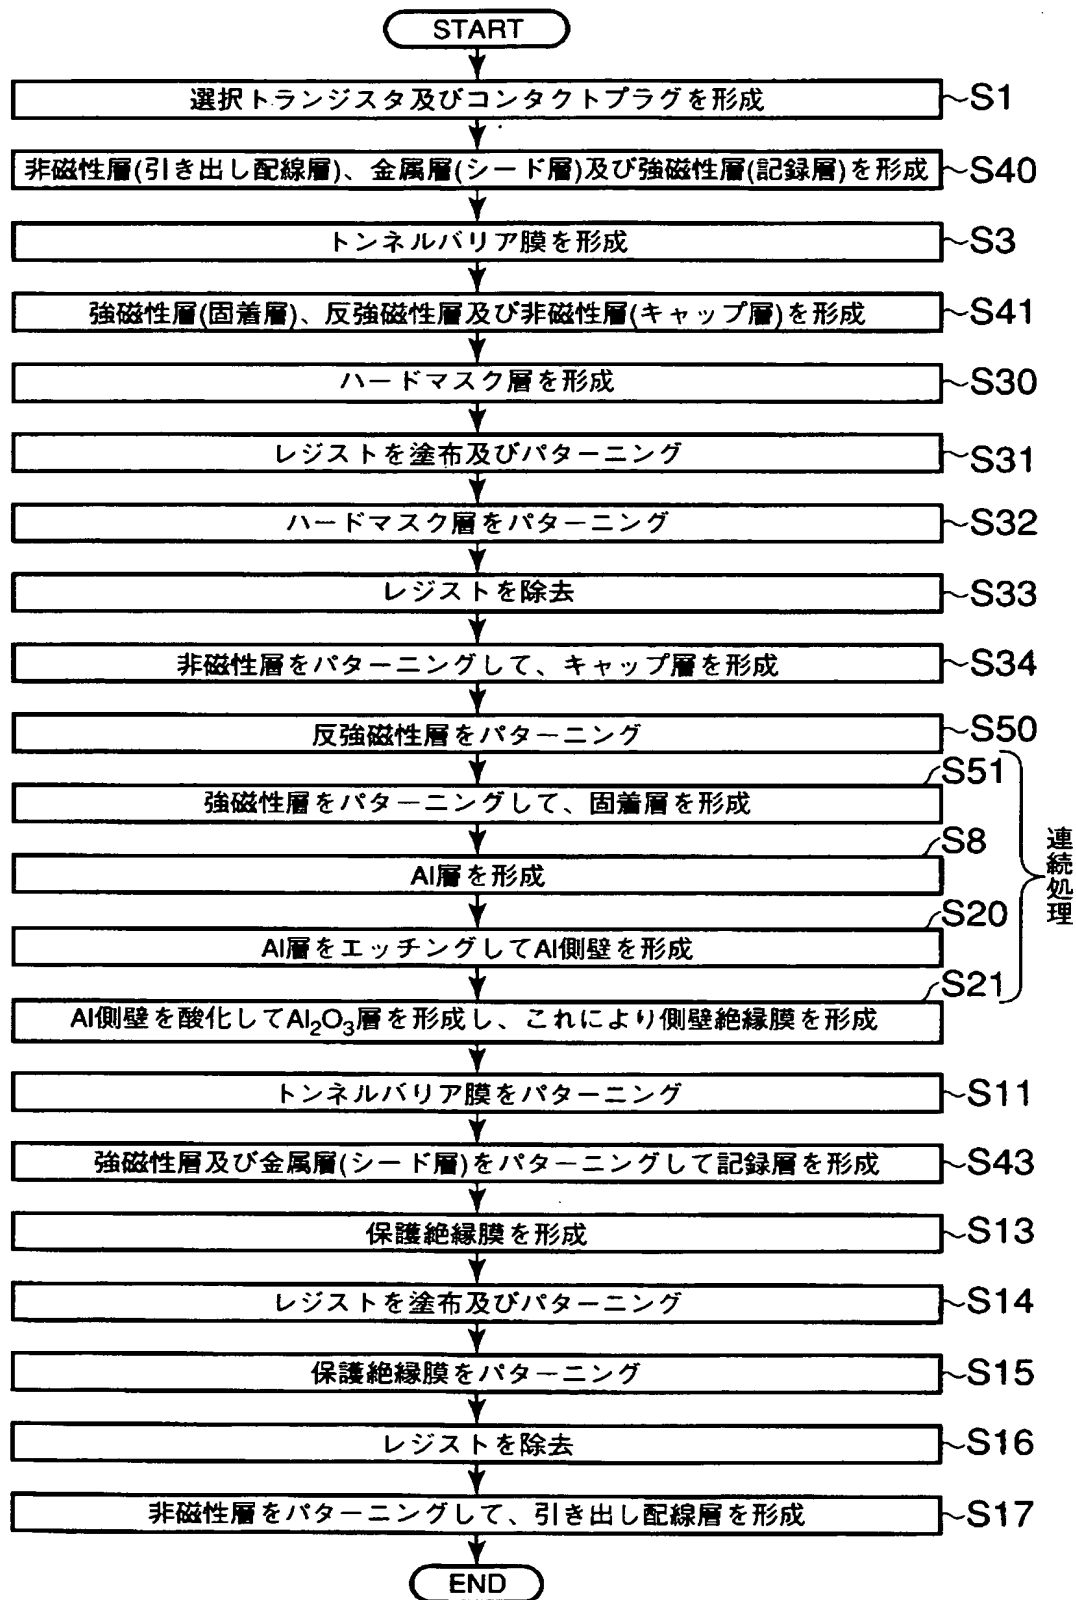 START
選択トランジスタ及びコンタクトプラグを形成 S1
非磁性層(引き出し配線層)、金属層(シード層)及び強磁性層(記録層)を形成 S40
トンネルバリア膜を形成 S3
強磁性層(固着層)、反強磁性層及び非磁性層(キャップ層)を形成 S41
ハードマスク層を形成 S30
レジストを塗布及びパターニング S31
ハードマスク層をパターニング S32
レジストを除去 S33
非磁性層をパターニングして、キャップ層を形成 S34
反強磁性層をパターニング S50
強磁性層をパターニングして、固着層を形成 S51
Al層を形成 S8
Al層をエッチングしてAl側壁を形成 S20
Al側壁を酸化してAl₂O₃層を形成し、これにより側壁絶縁膜を形成 S21
連続処理
トンネルバリア膜をパターニング S11
強磁性層及び金属層(シード層)をパターニングして記録層を形成 S43
保護絶縁膜を形成 S13
レジストを塗布及びパターニング S14
保護絶縁膜をパターニング S15
レジストを除去 S16
非磁性層をパターニングして、引き出し配線層を形成 S17
END